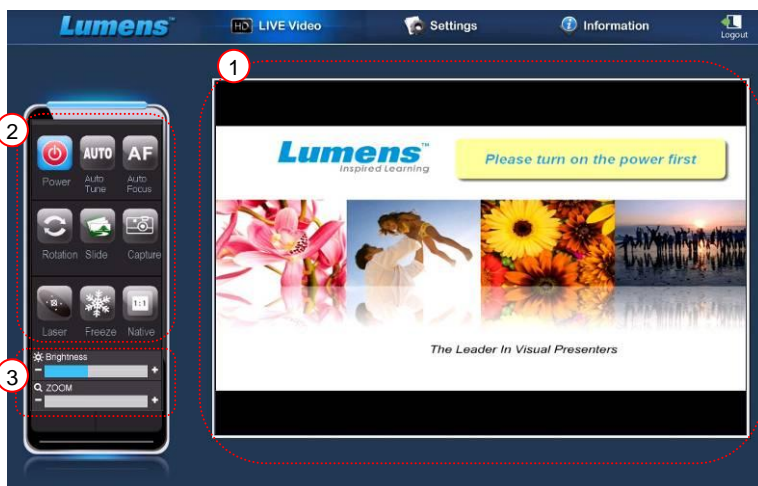 Lumens™
HD LIVE Video
Settings
Information
Logout
1
2
Power
AUTO
Auto
Tune
AF
Auto
Focus
Rotation
Slide
Capture
Laser
Freeze
1:1
Native
3
Brightness
- +
ZOOM
- +
Lumens™
Inspired Learning
Please turn on the power first
The Leader In Visual Presenters